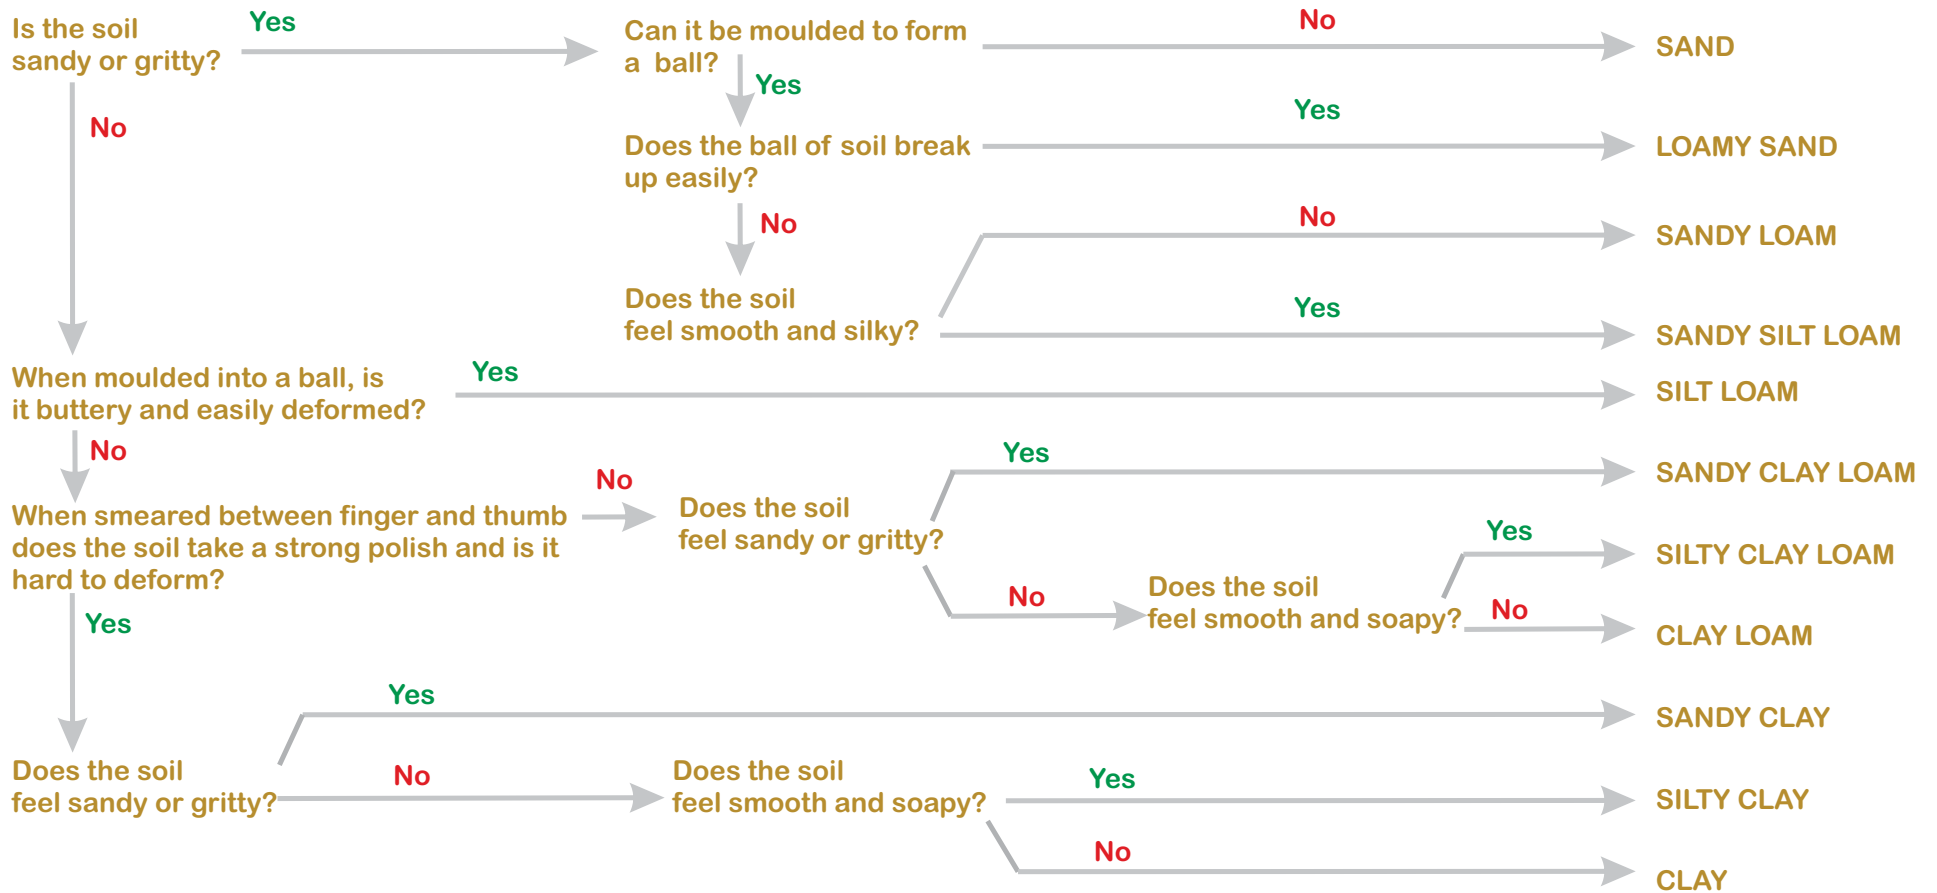 Is the soil
sandy or gritty?
Yes
Can it be moulded to form
a ball?
No
SAND
Yes
No
Does the ball of soil break
up easily?
Yes
LOAMY SAND
No
No
SANDY LOAM
Does the soil
feel smooth and silky?
Yes
SANDY SILT LOAM
When moulded into a ball, is
it buttery and easily deformed?
Yes
SILT LOAM
No
When smeared between finger and thumb
does the soil take a strong polish and is it
hard to deform?
No
Does the soil
feel sandy or gritty?
Yes
SANDY CLAY LOAM
No
Does the soil
feel smooth and soapy?
Yes
SILTY CLAY LOAM
No
CLAY LOAM
Yes
Does the soil
feel sandy or gritty?
Yes
SANDY CLAY
No
Does the soil
feel smooth and soapy?
Yes
SILTY CLAY
No
CLAY